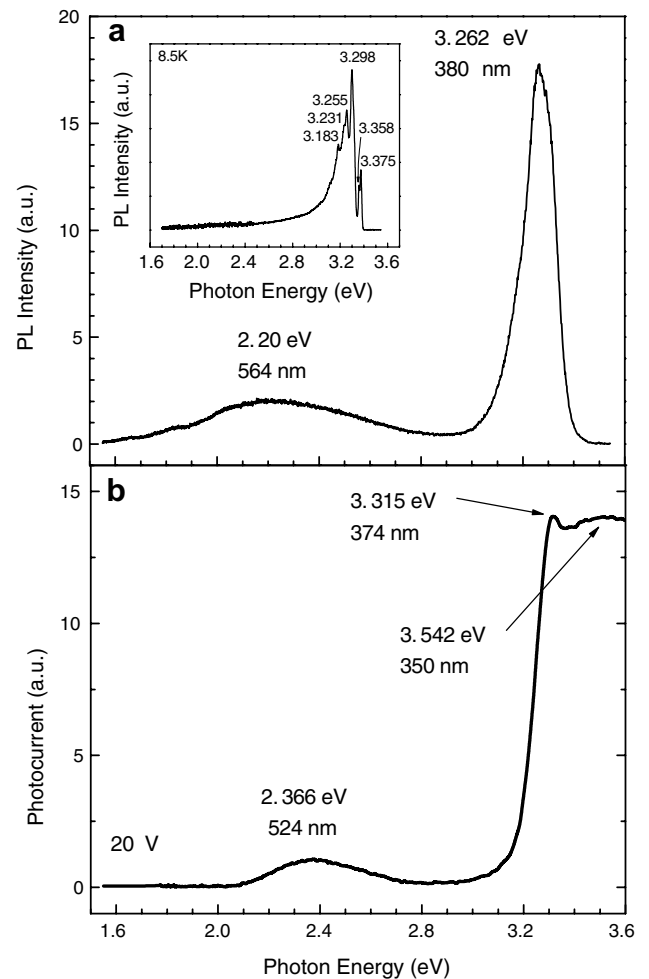 a
20
15
10
5
0
PL Intensity (a.u.)
3.262 eV
380 nm
8.5K
3.298
3.255
3.231
3.183
3.358
3.375
PL Intensity (a.u.)
1.6 2.0 2.4 2.8 3.2 3.6
Photon Energy (eV)
2.20 eV
564 nm
b
15
10
5
0
Photocurrent (a.u.)
3.315 eV
374 nm
3.542 eV
350 nm
2.366 eV
524 nm
20 V
1.6 2.0 2.4 2.8 3.2 3.6
Photon Energy (eV)